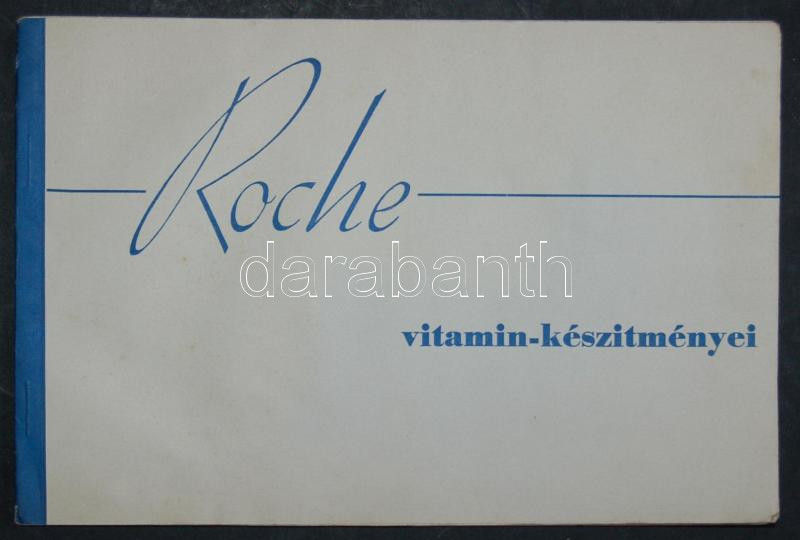 Roche
darabanth
vitamin-készitményei